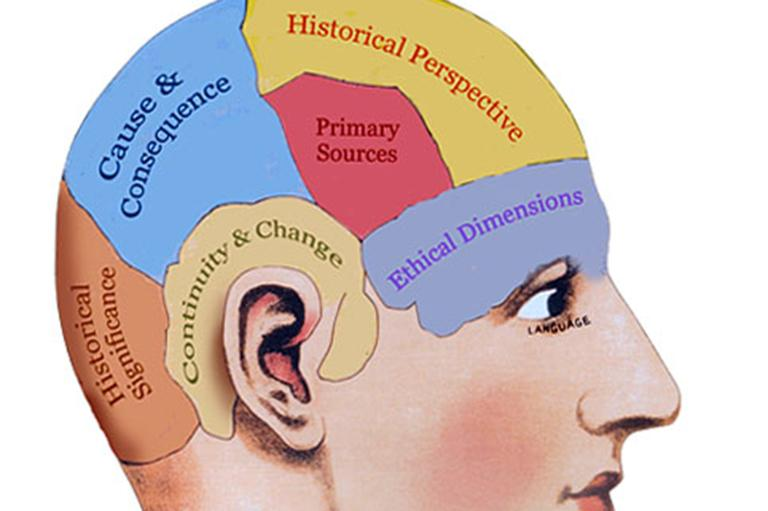 Historical Perspective
Cause &
Consequence
Primary
Sources
Ethical Dimensions
Continuity & Change
Historical
Significance
LANGUAGE